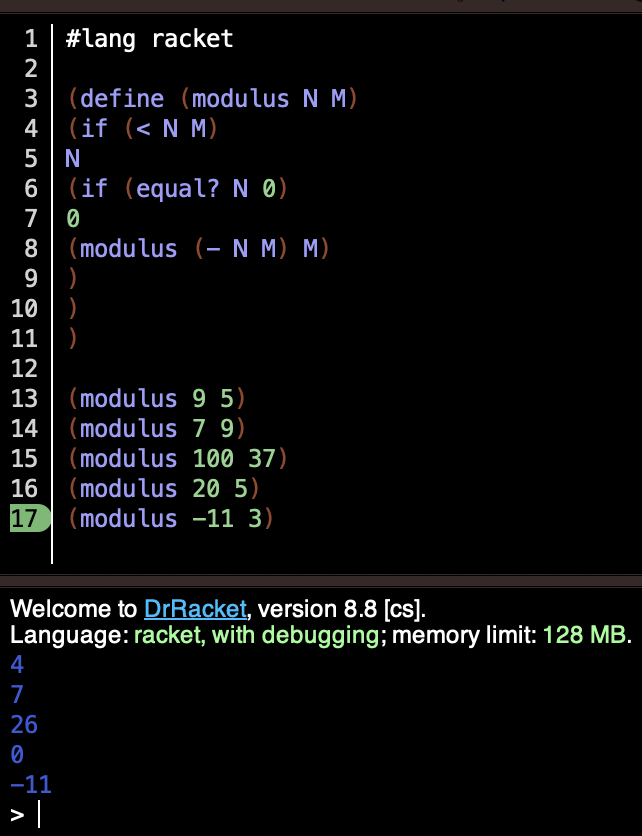 1 #lang racket
2
3 (define (modulus N M)
4 (if (< N M)
5 N
6 (if (equal? N 0)
7 0
8 (modulus (- N M) M)
9 )
10 )
11 )
12
13 (modulus 9 5)
14 (modulus 7 9)
15 (modulus 100 37)
16 (modulus 20 5)
17 (modulus -11 3)
Welcome to DrRacket, version 8.8 [cs].
Language: racket, with debugging; memory limit: 128 MB.
4
7
26
0
-11
>